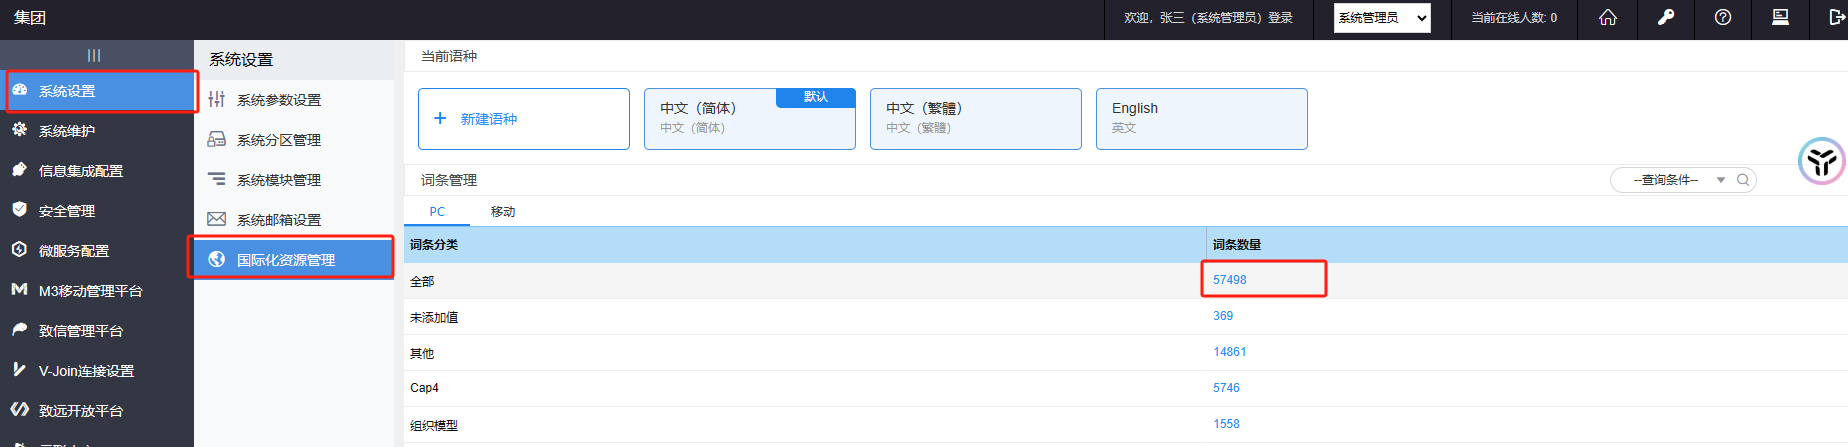 集团
欢迎，张三（系统管理员）登录
系统管理员
当前在线人数: 0
系统设置
系统维护
信息集成配置
安全管理
微服务配置
M3移动管理平台
致信管理平台
V-Join连接设置
致远开放平台
系统设置
系统参数设置
系统分区管理
系统模块管理
系统邮箱设置
国际化资源管理
当前语种
+ 新建语种
中文（简体）
默认
中文（简体）
中文（繁體）
中文（繁體）
English
英文
词条管理
--查询条件--
PC 移动
词条分类 词条数量
全部 57498
未添加值 369
其他 14861
Cap4 5746
组织模型 1558